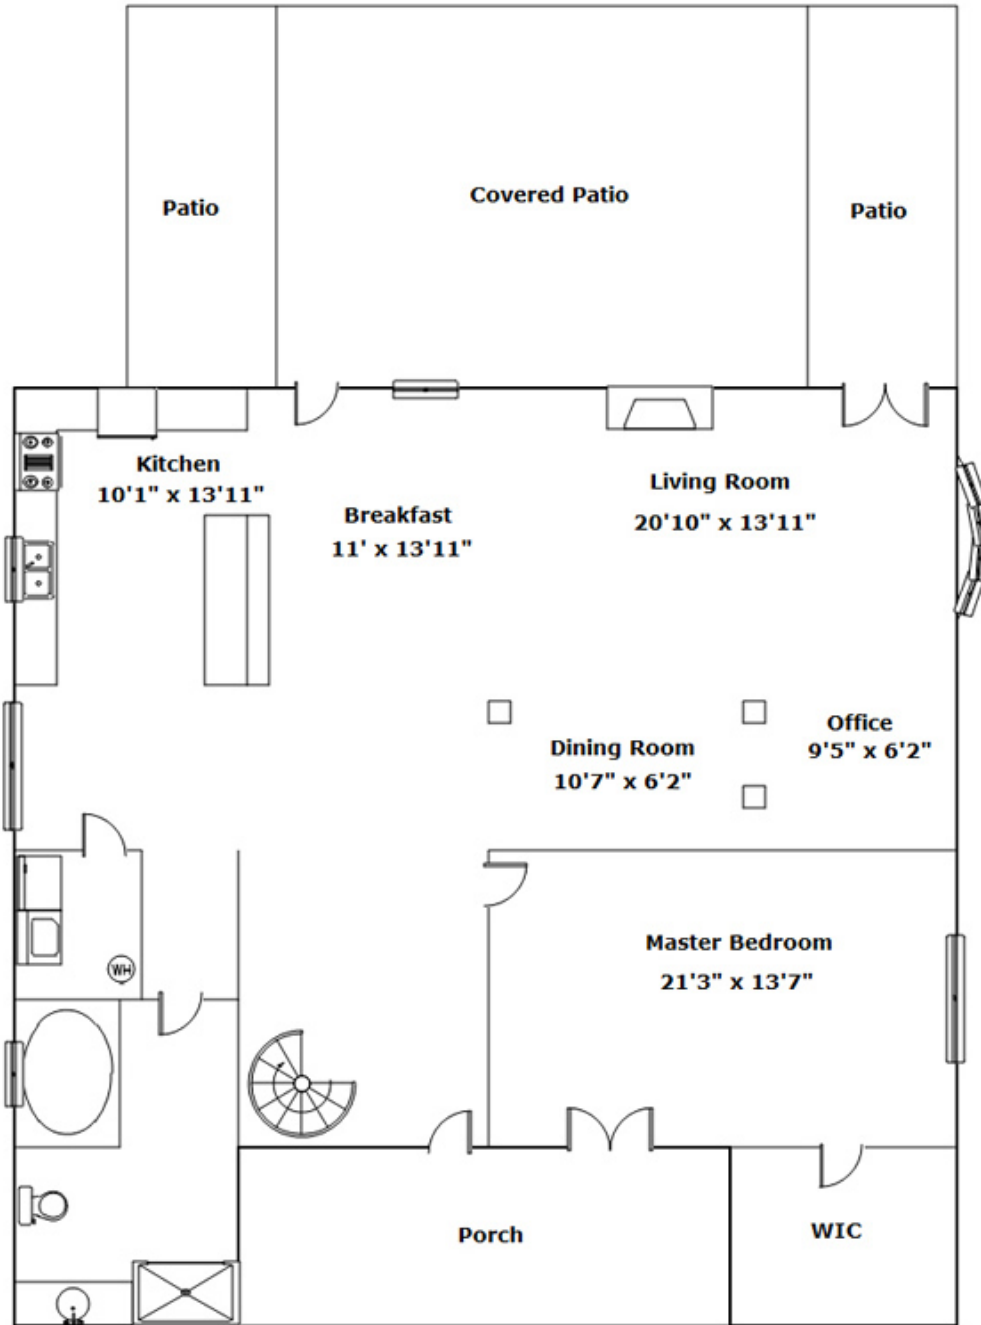 Patio
Covered Patio
Patio
Kitchen
10'1" x 13'11"
Breakfast
11' x 13'11"
Living Room
20'10" x 13'11"
Dining Room
10'7" x 6'2"
Office
9'5" x 6'2"
WH
Master Bedroom
21'3" x 13'7"
Porch
WIC